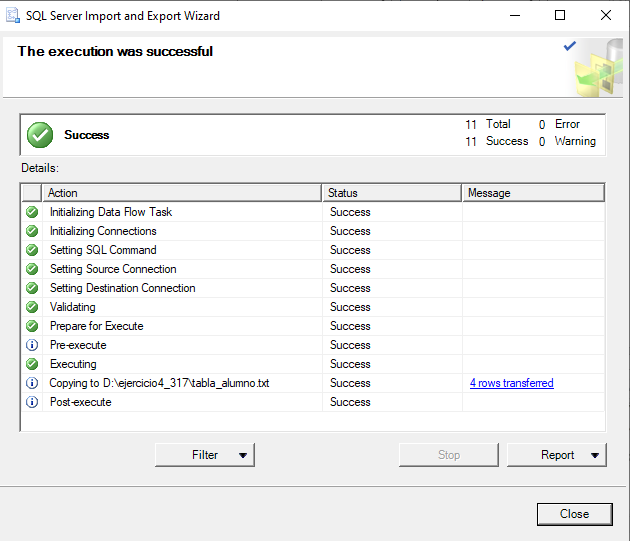 SQL Server Import and Export Wizard
The execution was successful
Success
11 Total 0 Error
11 Success 0 Warning
Details:
Action Status Message
Initializing Data Flow Task Success
Initializing Connections Success
Setting SQL Command Success
Setting Source Connection Success
Setting Destination Connection Success
Validating Success
Prepare for Execute Success
Pre-execute Success
Executing Success
Copying to D:\ejercicio4_317\tabla_alumno.txt Success 4 rows transferred
Post-execute Success
Filter Stop Report
Close